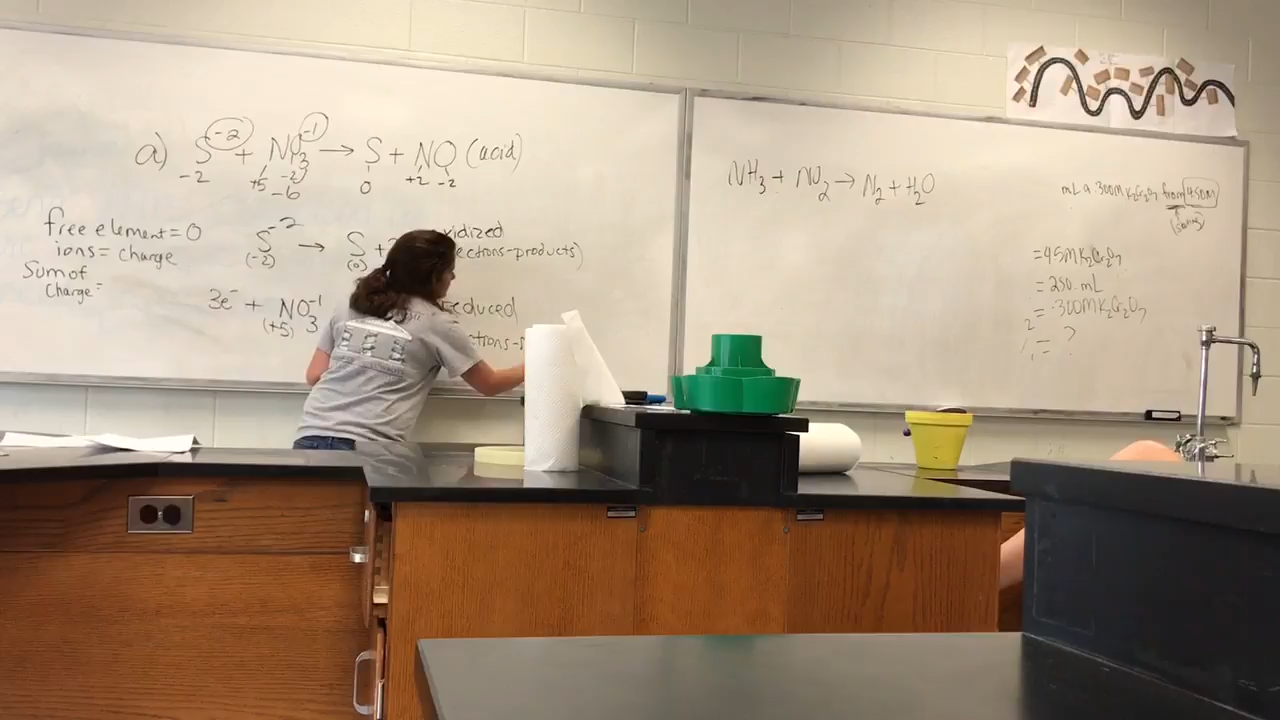 a) S⁻² + NO₃⁻¹ → S + NO (acid)
-2 +5 -2 0 +2 -2
-6
free element = 0
ions = charge
Sum of
Charge =
S⁻² → S +
(-2) (0)
ectrons-products)
3e⁻ + NO₃⁻¹
(+5)
educed
NH₃ + NO₂ → N₂ + H₂O
mL a .300M K₂Cr₂O₇ from 4.50M
= 4.5M K₂Cr₂O₇
= 250. mL
= .300M K₂Cr₂O₇
= ?